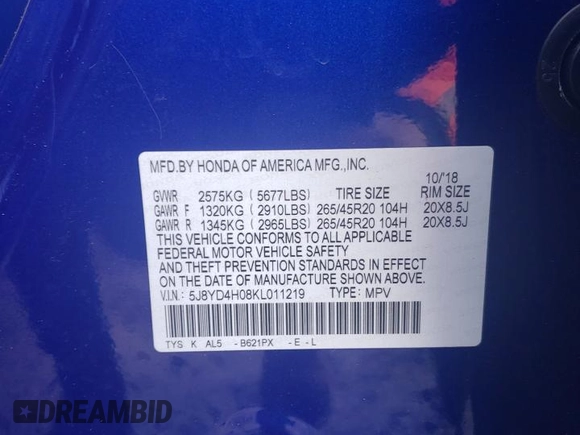 MFD.BY HONDA OF AMERICA MFG.,INC.
10/'18
GVWR 2575KG ( 5677LBS) TIRE SIZE RIM SIZE
GAWR F 1320KG ( 2910LBS) 265/45R20 104H 20X8.5J
GAWR R 1345KG ( 2965LBS) 265/45R20 104H 20X8.5J
THIS VEHICLE CONFORMS TO ALL APPLICABLE
FEDERAL MOTOR VEHICLE SAFETY
AND THEFT PREVENTION STANDARDS IN EFFECT
ON THE DATE OF MANUFACTURE SHOWN ABOVE.
V.I.N.: 5J8YD4H08KL011219 TYPE: MPV
TYS K AL5 -B621PX -E-L
DREAMBID